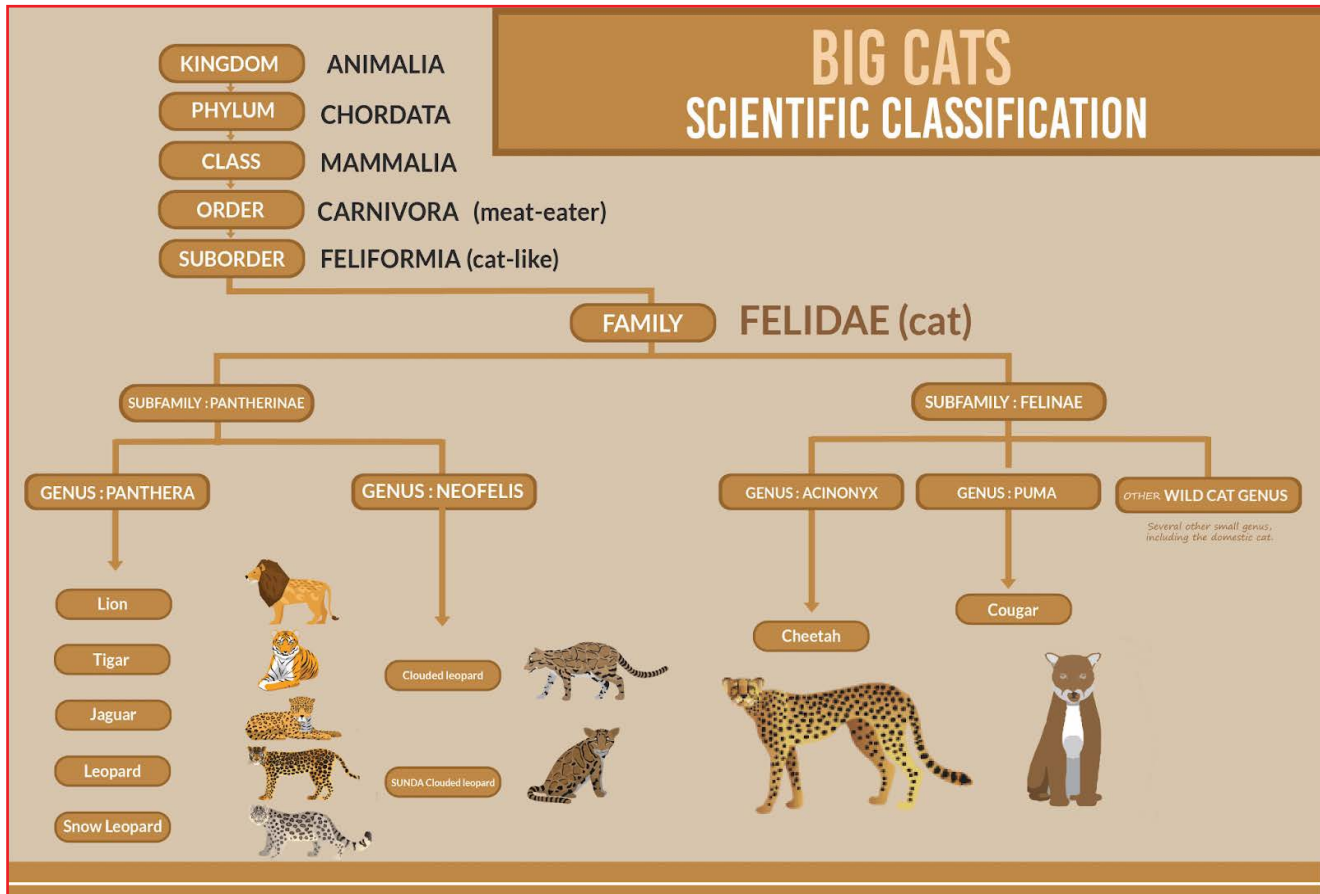 BIG CATS
SCIENTIFIC CLASSIFICATION
KINGDOM ANIMALIA
PHYLUM CHORDATA
CLASS MAMMALIA
ORDER CARNIVORA (meat-eater)
SUBORDER FELIFORMIA (cat-like)
FAMILY FELIDAE (cat)
SUBFAMILY : PANTHERINAE
SUBFAMILY : FELINAE
GENUS : PANTHERA
GENUS : NEOFELIS
GENUS : ACINONYX
GENUS : PUMA
OTHER WILD CAT GENUS
Several other small genus,
including the domestic cat.
Lion
Tigar
Jaguar
Leopard
Snow Leopard
Clouded leopard
SUNDA Clouded leopard
Cheetah
Cougar